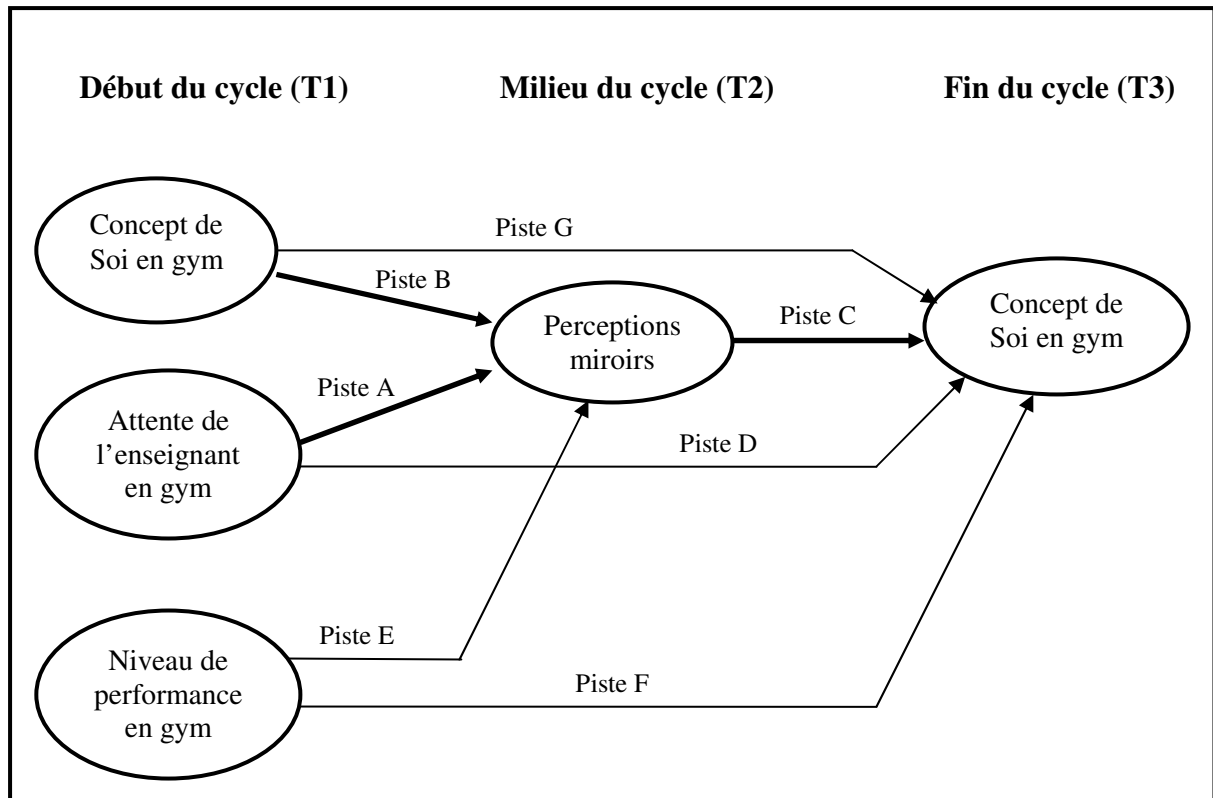 Début du cycle (T1)
Milieu du cycle (T2)
Fin du cycle (T3)
Concept de
Soi en gym
Piste G
Piste B
Perceptions
miroirs
Piste C
Concept de
Soi en gym
Piste A
Attente de
l’enseignant
en gym
Piste D
Piste E
Niveau de
performance
en gym
Piste F